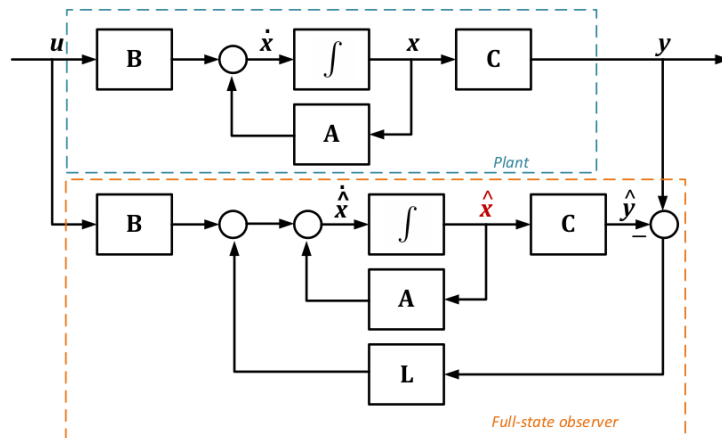 u B ẋ ∫ x C y
A
Plant
B x̂̇ ∫ x̂ C ŷ
−
A
L
Full-state observer